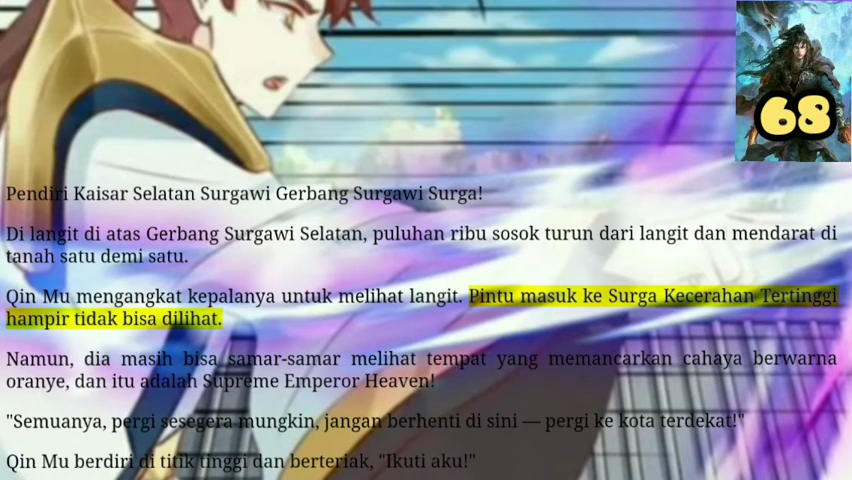 68
Pendiri Kaisar Selatan Surgawi Gerbang Surgawi Surga!
Di langit di atas Gerbang Surgawi Selatan, puluhan ribu sosok turun dari langit dan mendarat di
tanah satu demi satu.
Qin Mu mengangkat kepalanya untuk melihat langit. Pintu masuk ke Surga Kecerahan Tertinggi
hampir tidak bisa dilihat.
Namun, dia masih bisa samar-samar melihat tempat yang memancarkan cahaya berwarna
oranye, dan itu adalah Supreme Emperor Heaven!
"Semuanya, pergi sesegera mungkin, jangan berhenti di sini — pergi ke kota terdekat!"
Qin Mu berdiri di titik tinggi dan berteriak, "Ikuti aku!"